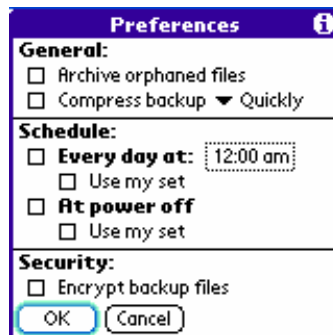 Preferences
General:
Archive orphaned files
Compress backup Quickly
Schedule:
Every day at: 12:00 am
Use my set
At power off
Use my set
Security:
Encrypt backup files
OK Cancel